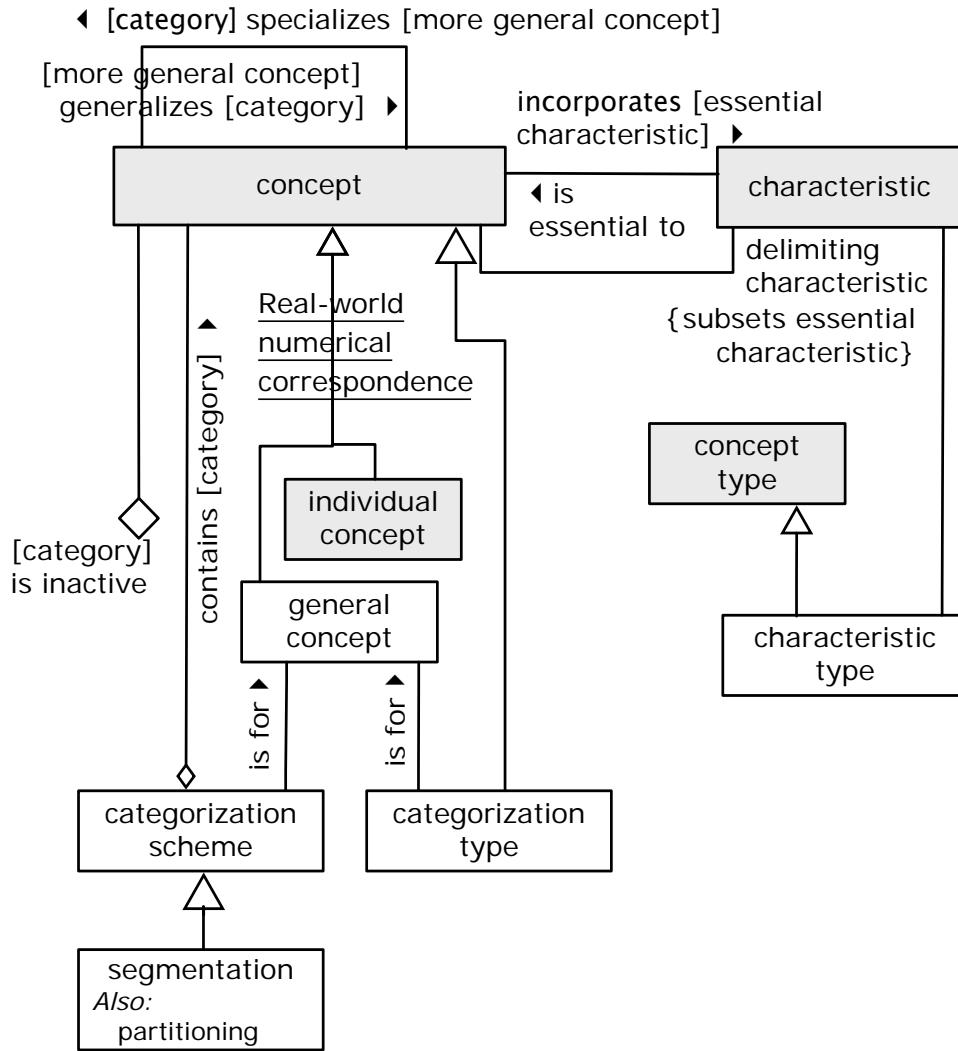 ◄ [category] specializes [more general concept]
[more general concept]
generalizes [category] ►
incorporates [essential
characteristic] ►
concept
characteristic
◄ is
essential to
delimiting
characteristic
{subsets essential
characteristic}
Real-world
numerical
correspondence
contains [category] ►
concept
type
individual
concept
[category]
is inactive
general
concept
characteristic
type
is for ►
is for ►
categorization
scheme
categorization
type
segmentation
Also:
partitioning